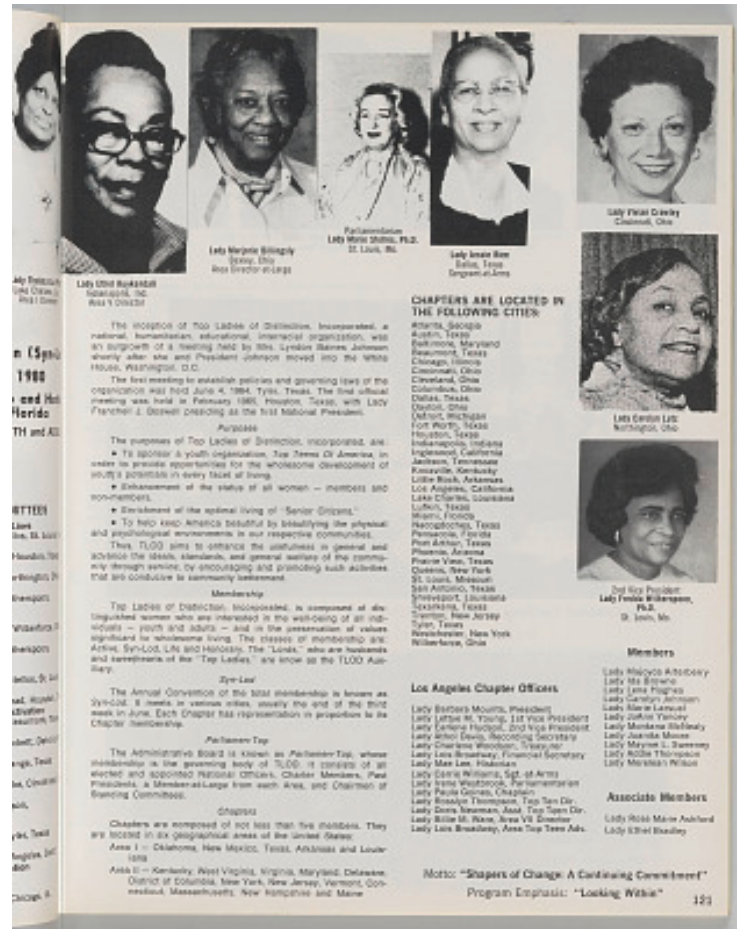 Lady Ethel Kuykendall
Indianapolis, Ind.
Area V Director
Lady Marjorie Billingsly
Dayton, Ohio
Area Director-at-Large
Parliamentarian
Lady Marie Ph.D.
St. Louis, Mo.
Lady
Dallas, Texas
Sergeant-at-Arms
Lady Vivian Crawley
Cincinnati, Ohio
Lady Carolyn
Ohio
2nd Vice President
Lady Fredda Witherspoon,
Ph.D.
St. Louis, Mo.
The inception of Top Ladies of Distinction, Incorporated, a
national, humanitarian, educational, interracial organization, was
an outgrowth of a meeting held by Mrs. Lyndon Baines Johnson
shortly after she and President Johnson moved into the White
House, Washington, D.C.
The first meeting to establish policies and governing laws of the
organization was held June 4, 1964, Tyler, Texas. The first official
meeting was held in February 1965, Houston, Texas, with Lady
Franchell J. Boswell presiding as the first National President.
Purposes
The purposes of Top Ladies of Distinction, Incorporated, are:
★ To sponsor a youth organization, Top Teens Of America, in
order to provide opportunities for the wholesome development of
youth's potentials in every facet of living.
★ Enhancement of the status of all women — members and
non-members.
★ Enrichment of the optimal living of "Senior Citizens."
★ To help keep America beautiful by beautifying the physical
and psychological environments in our respective communities.
Thus, TLOD aims to enhance the usefulness in general and
advance the ideals, standards, and general welfare of the commu-
nity through service, by encouraging and promoting such activities
that are conducive to community betterment.
Membership
Top Ladies of Distinction, Incorporated, is composed of dis-
tinguished women who are interested in the well-being of all indi-
viduals — youth and adults — and in the preservation of values
significant to wholesome living. The classes of membership are:
Active, Syn-Lod, Life and Honorary. The "Lords," who are husbands
and sweethearts of the "Top Ladies," are know as the TLOD Aux-
iliary.
Syn-Lod
The Annual Convention of the total membership is known as
Syn-Lod. It meets in various cities, usually the end of the third
week in June. Each Chapter has representation in proportion to its
Chapter membership.
Parliamen-Top
The Administrative Board is known as Parliamen-Top, whose
membership is the governing body of TLOD. It consists of all
elected and appointed National Officers, Charter Members, Past
Presidents, a Member-at-Large from each Area, and Chairmen of
Standing Committees.
Chapters
Chapters are composed of not less than five members. They
are located in six geographical areas of the United States:
Area I — Oklahoma, New Mexico, Texas, Arkansas and Louis-
iana
Area II — Kentucky, West Virginia, Virginia, Maryland, Delaware,
District of Columbia, New York, New Jersey, Vermont, Con-
necticut, Massachusetts, New Hampshire and Maine
CHAPTERS ARE LOCATED IN
THE FOLLOWING CITIES:
Atlanta, Georgia
Austin, Texas
Baltimore, Maryland
Beaumont, Texas
Chicago, Illinois
Cincinnati, Ohio
Cleveland, Ohio
Columbus, Ohio
Dallas, Texas
Dayton, Ohio
Detroit, Michigan
Fort Worth, Texas
Houston, Texas
Indianapolis, Indiana
Inglewood, California
Jackson, Tennessee
Knoxville, Kentucky
Little Rock, Arkansas
Los Angeles, California
Lake Charles, Louisiana
Lufkin, Texas
Miami, Florida
Nacogdoches, Texas
Pensacola, Florida
Port Arthur, Texas
Phoenix, Arizona
Prairie View, Texas
Queens, New York
St. Louis, Missouri
San Antonio, Texas
Shreveport, Louisiana
Texarkana, Texas
Trenton, New Jersey
Tyler, Texas
Westchester, New York
Wilberforce, Ohio
Los Angeles Chapter Officers
Lady Barbara Mounts, President
Lady Lottye M. Young, 1st Vice President
Lady Earlene Hudson, 2nd Vice President
Lady Athol Davis, Recording Secretary
Lady Charlene Woodson, Treasurer
Lady Lois Broadway, Financial Secretary
Lady Mae Lee, Historian
Lady Carrie Williams, Sgt.-at-Arms
Lady Irene Westbrook, Parliamentarian
Lady Paula Gaines, Chaplain
Lady Rosalyn Thompson, Top Ten Dir.
Lady Doris Newman, Asst. Top Teen Dir.
Lady Billie M. Ware, Area VII Director
Lady Lois Broadway, Area Top Teen Adv.
Members
Lady Majoyce Atterberry
Lady Ida Browne
Lady Lena Hughes
Lady Carolyn Johnson
Lady Marie
Lady JoAnn Yancey
Lady Montana McNealy
Lady Juanita Moore
Lady Mayme L. Sweeney
Lady Addie Thompson
Lady Wilson
Associate Members
Lady Rose Marie Ashford
Lady Ethel Bradley
Motto: "Shapers of Change: A Continuing Commitment"
Program Emphasis: "Looking Within"
121